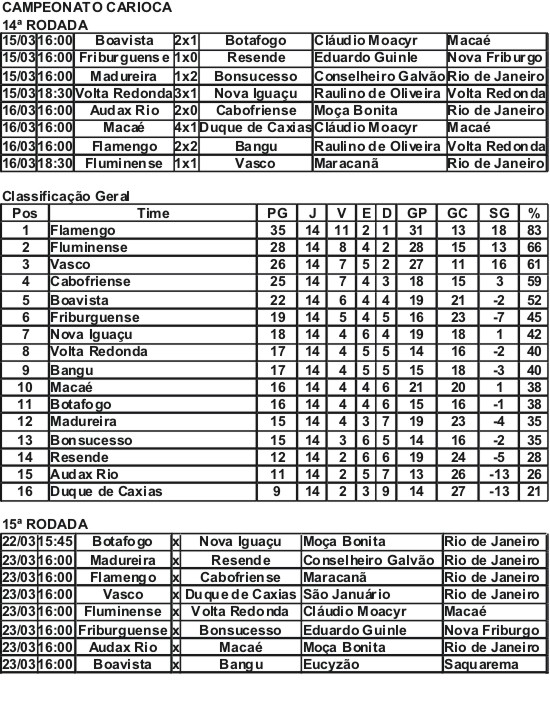 CAMPEONATO CARIOCA
14ª RODADA
15/03 16:00 Boavista 2x1 Botafogo Cláudio Moacyr Macaé
15/03 16:00 Friburguense 1x0 Resende Eduardo Guinle Nova Friburgo
15/03 16:00 Madureira 1x2 Bonsucesso Conselheiro Galvão Rio de Janeiro
15/03 18:30 Volta Redonda 3x1 Nova Iguaçu Raulino de Oliveira Volta Redonda
16/03 16:00 Audax Rio 2x0 Cabofriense Moça Bonita Rio de Janeiro
16/03 16:00 Macaé 4x1 Duque de Caxias Cláudio Moacyr Macaé
16/03 16:00 Flamengo 2x2 Bangu Raulino de Oliveira Volta Redonda
16/03 18:30 Fluminense 1x1 Vasco Maracanã Rio de Janeiro
Classificação Geral
Pos Time PG J V E D GP GC SG %
1 Flamengo 35 14 11 2 1 31 13 18 83
2 Fluminense 28 14 8 4 2 28 15 13 66
3 Vasco 26 14 7 5 2 27 11 16 61
4 Cabofriense 25 14 7 4 3 18 15 3 59
5 Boavista 22 14 6 4 4 19 21 -2 52
6 Friburguense 19 14 5 4 5 16 23 -7 45
7 Nova Iguaçu 18 14 4 6 4 19 18 1 42
8 Volta Redonda 17 14 4 5 5 14 16 -2 40
9 Bangu 17 14 4 5 5 15 18 -3 40
10 Macaé 16 14 4 4 6 21 20 1 38
11 Botafogo 16 14 4 4 6 15 16 -1 38
12 Madureira 15 14 4 3 7 19 23 -4 35
13 Bonsucesso 15 14 3 6 5 14 16 -2 35
14 Resende 12 14 2 6 6 19 24 -5 28
15 Audax Rio 11 14 2 5 7 13 26 -13 26
16 Duque de Caxias 9 14 2 3 9 14 27 -13 21
15ª RODADA
22/03 15:45 Botafogo x Nova Iguaçu Moça Bonita Rio de Janeiro
23/03 16:00 Madureira x Resende Conselheiro Galvão Rio de Janeiro
23/03 16:00 Flamengo x Cabofriense Maracanã Rio de Janeiro
23/03 16:00 Vasco x Duque de Caxias São Januário Rio de Janeiro
23/03 16:00 Fluminense x Volta Redonda Cláudio Moacyr Macaé
23/03 16:00 Friburguense x Bonsucesso Eduardo Guinle Nova Friburgo
23/03 16:00 Audax Rio x Macaé Moça Bonita Rio de Janeiro
23/03 16:00 Boavista x Bangu Eucyzão Saquarema